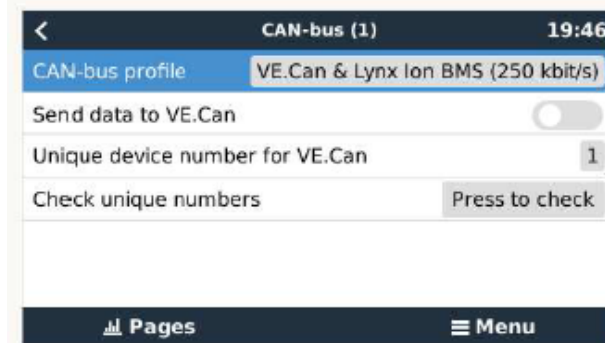 CAN-bus (1) 19:46
CAN-bus profile VE.Can & Lynx Ion BMS (250 kbit/s)
Send data to VE.Can
Unique device number for VE.Can 1
Check unique numbers Press to check
Pages Menu